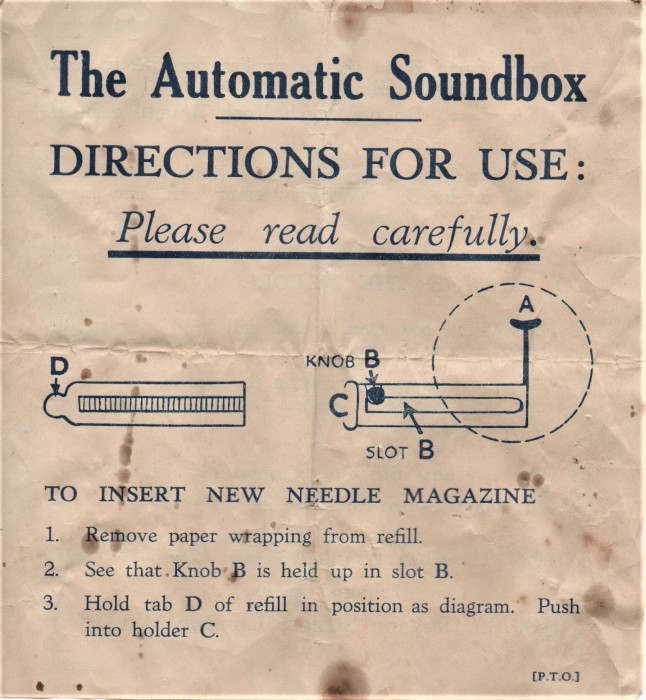 The Automatic Soundbox
DIRECTIONS FOR USE:
Please read carefully.
A
D
KNOB B
C
SLOT B
TO INSERT NEW NEEDLE MAGAZINE
1. Remove paper wrapping from refill.
2. See that Knob B is held up in slot B.
3. Hold tab D of refill in position as diagram. Push
into holder C.
[P.T.O.]